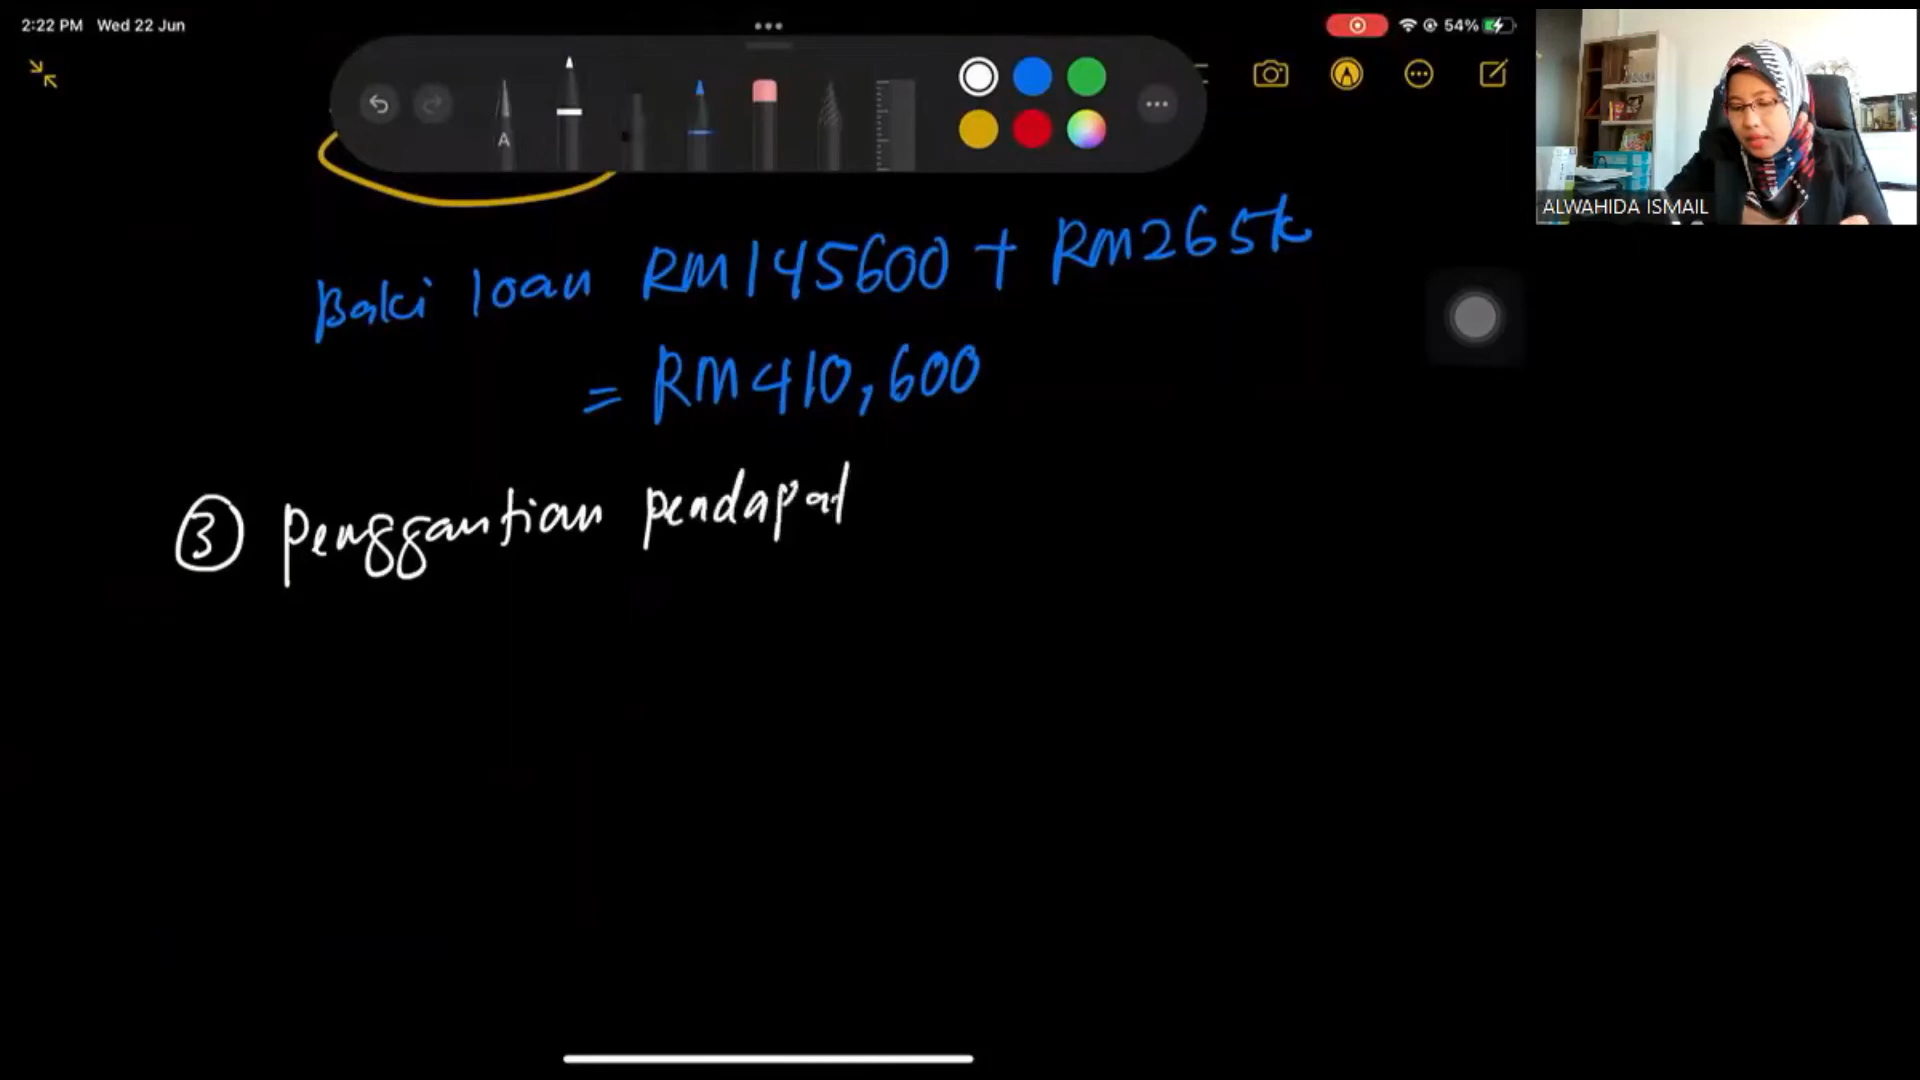 2:22 PM Wed 22 Jun
54%
A
ALWAHIDA ISMAIL
Baki loan RM145600 + RM265k
= RM410,600
3 Penggantian pendapat